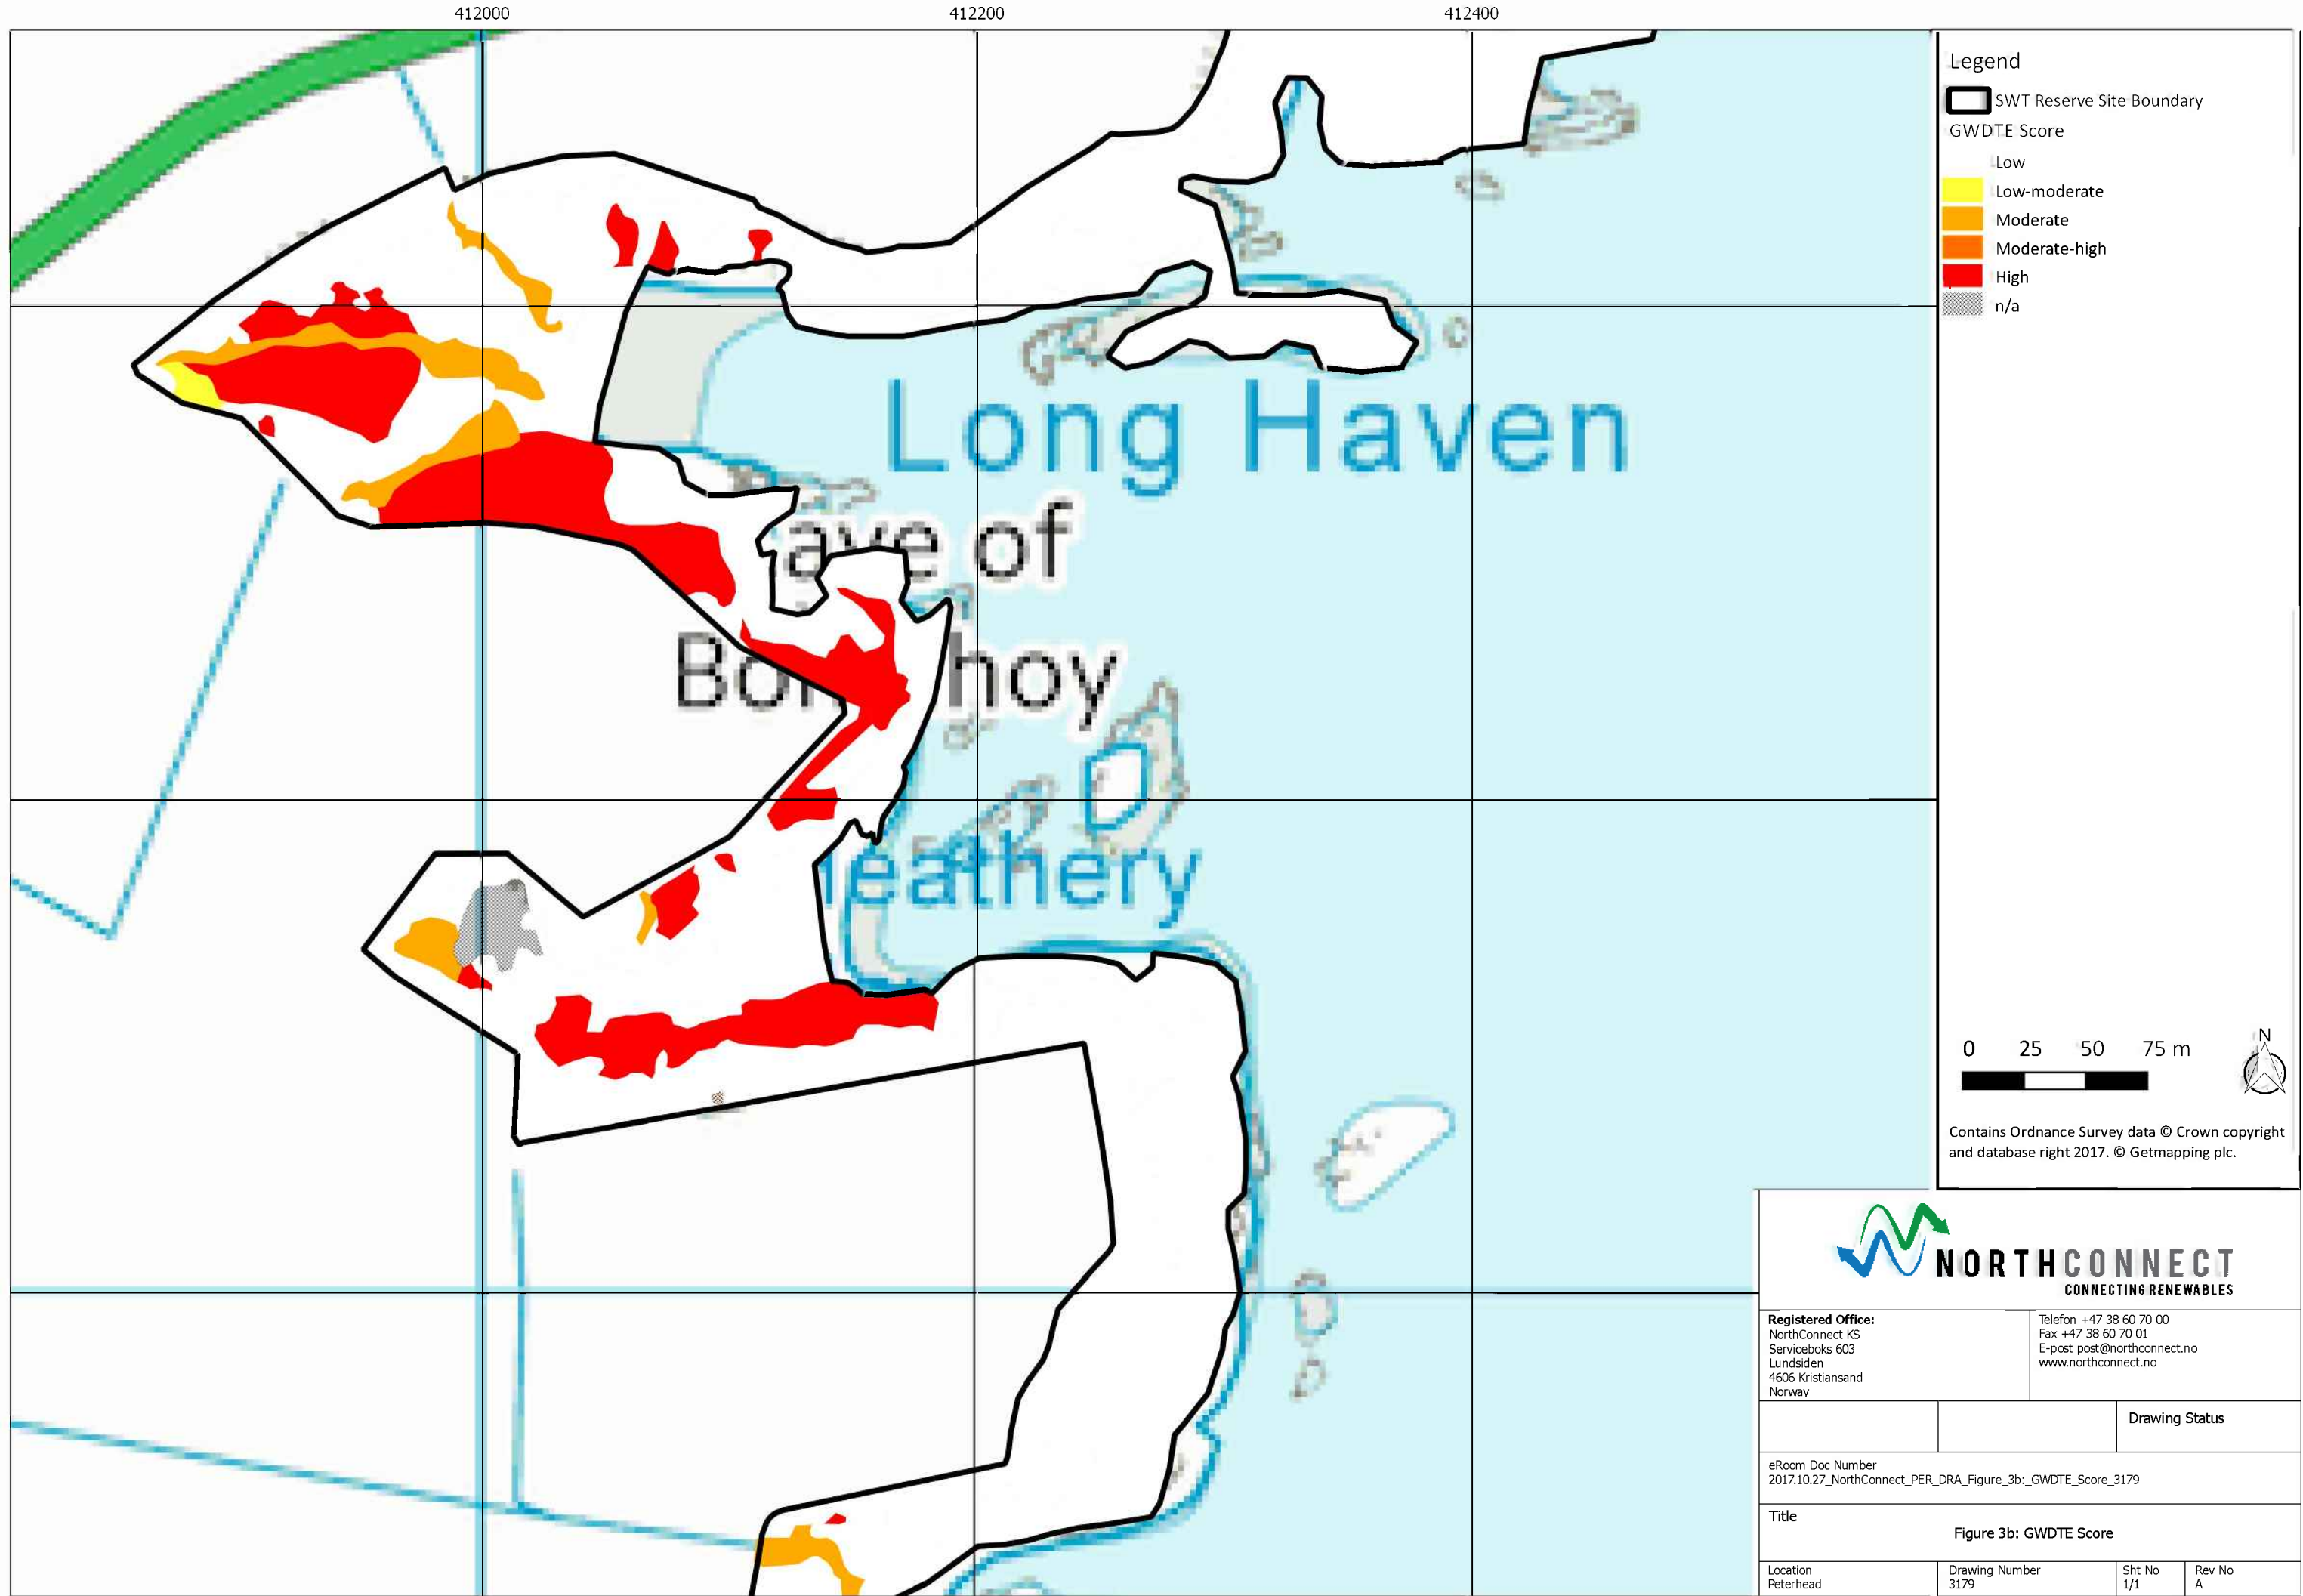 412000
412200
412400
Legend
SWT Reserve Site Boundary
GWDTE Score
Low
Low-moderate
Moderate
Moderate-high
High
n/a
Long Haven
ave of
Bo hoy
eathery
0 25 50 75 m
N
Contains Ordnance Survey data © Crown copyright
and database right 2017. © Getmapping plc.
NORTHCONNECT
CONNECTING RENEWABLES
Registered Office:
NorthConnect KS
Serviceboks 603
Lundsiden
4606 Kristiansand
Norway
Telefon +47 38 60 70 00
Fax +47 38 60 70 01
E-post post@northconnect.no
www.northconnect.no
Drawing Status
eRoom Doc Number
2017.10.27_NorthConnect_PER_DRA_Figure_3b:_GWDTE_Score_3179
Title
Figure 3b: GWDTE Score
Location
Peterhead
Drawing Number
3179
Sht No
1/1
Rev No
A